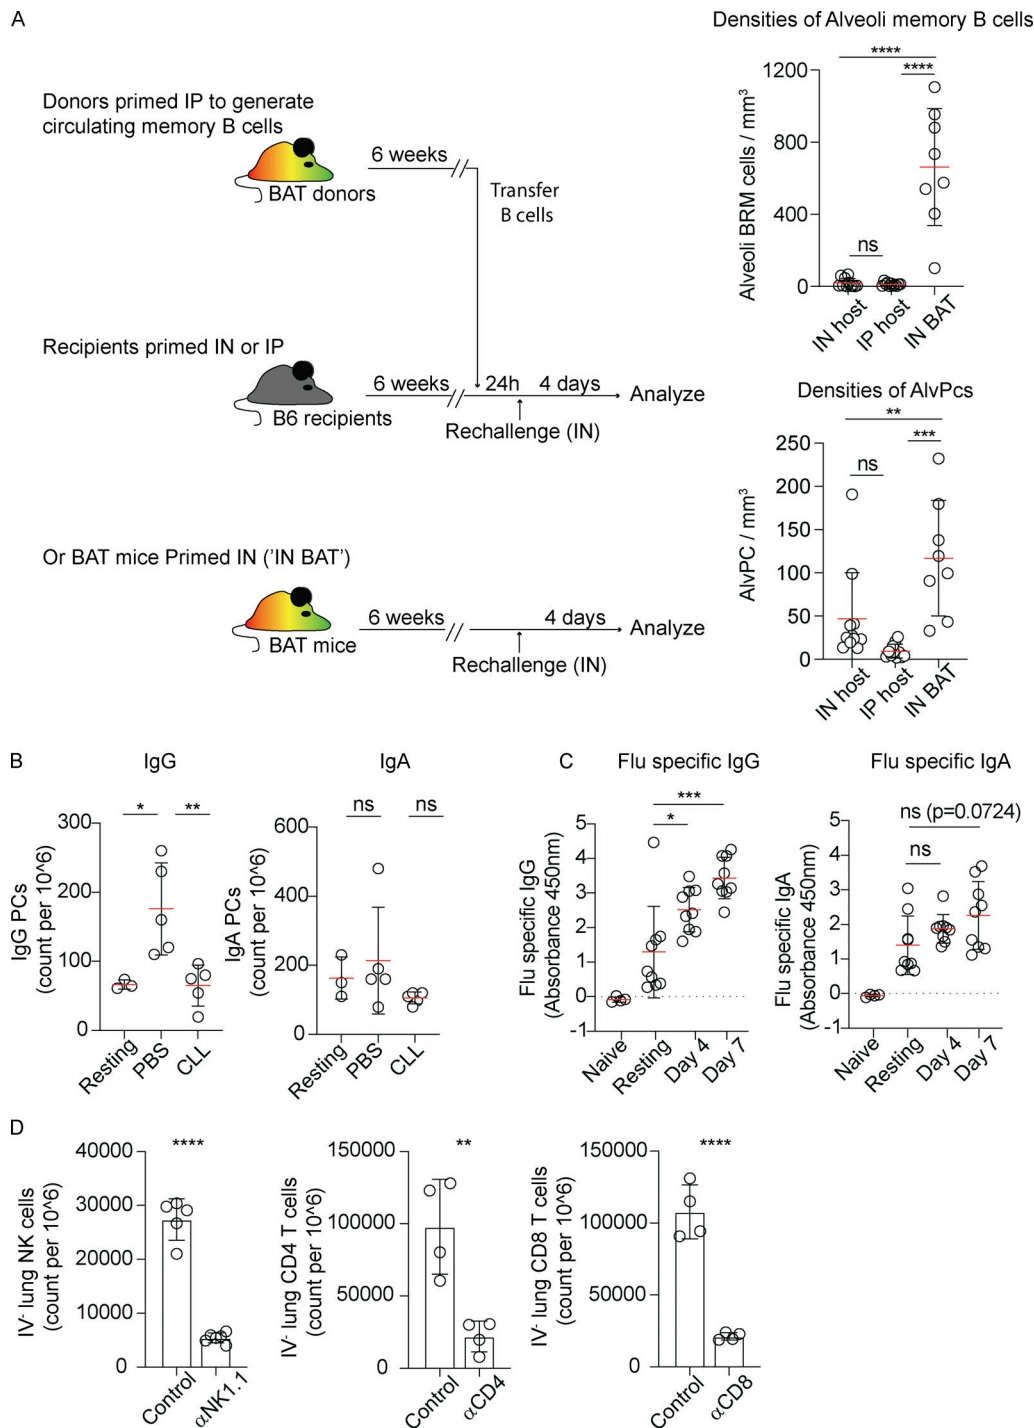 A
Donors primed IP to generate
circulating memory B cells
6 weeks
BAT donors
Transfer
B cells
Recipients primed IN or IP
6 weeks
24h
4 days
Analyze
B6 recipients
Rechallenge (IN)
Or BAT mice Primed IN ('IN BAT')
6 weeks
4 days
Analyze
BAT mice
Rechallenge (IN)
Densities of Alveoli memory B cells
****
****
1200
800
400
0
ns
Alveoli BRM cells / mm³
IN host
IP host
IN BAT
Densities of AlvPcs
**
***
ns
250
200
150
100
50
0
AlvPC / mm³
IN host
IP host
IN BAT
B
IgG
*
**
300
200
100
0
IgG PCs
(count per 10^6)
Resting
PBS
CLL
IgA
ns
ns
600
400
200
0
IgA PCs
(count per 10^6)
Resting
PBS
CLL
C
Flu specific IgG
***
*
5
4
3
2
1
0
-1
Flu specific IgG
(Absorbance 450nm)
Naive
Resting
Day 4
Day 7
Flu specific IgA
ns (p=0.0724)
ns
5
4
3
2
1
0
-1
Flu specific IgA
(Absorbance 450nm)
Naive
Resting
Day 4
Day 7
D
****
40000
30000
20000
10000
0
IV⁻ lung NK cells
(count per 10^6)
Control
αNK1.1
**
150000
100000
50000
0
IV⁻ lung CD4 T cells
(count per 10^6)
Control
αCD4
****
150000
100000
50000
0
IV⁻ lung CD8 T cells
(count per 10^6)
Control
αCD8